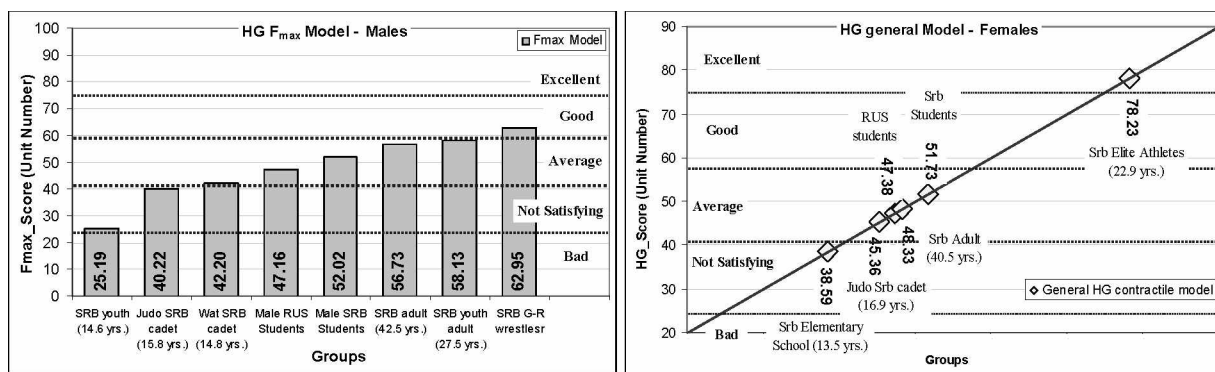 HG Fmax Model - Males
Fmax Model
Fmax_Score (Unit Number)
100
90
80
70
60
50
40
30
20
10
0
Excellent
Good
Average
Not Satisfying
Bad
25.19
40.22
42.20
47.16
52.02
56.73
58.13
62.95
SRB youth (14.6 yrs.)
Judo SRB cadet (15.8 yrs.)
Wat SRB cadet (14.8 yrs.)
Male RUS Students
Male SRB Students
SRB adult (42.5 yrs.)
SRB youth adult (27.5 yrs.)
SRB G-R wrestlesr
Groups
HG general Model - Females
HG_Score (Unit Number)
90
80
70
60
50
40
30
20
Excellent
Good
Average
Not Satisfying
Bad
RUS
students
Srb
Students
38.59
45.36
47.38
48.33
51.73
78.23
Srb Elite Athletes
(22.9 yrs.)
Srb Adult
(40.5 yrs.)
Judo Srb cadet
(16.9 yrs.)
Srb Elementary
School (13.5 yrs.)
General HG contractile model
Groups